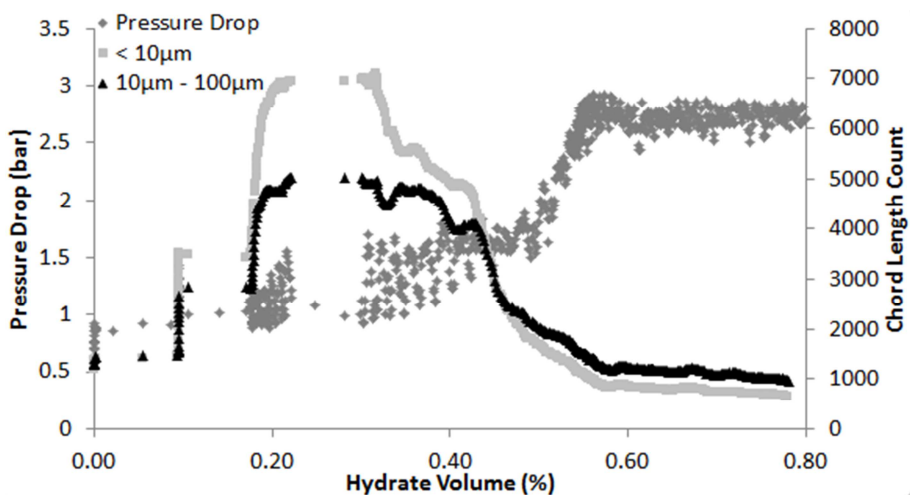 Pressure Drop
< 10µm
10µm - 100µm
3.5
3
2.5
2
1.5
1
0.5
0
Pressure Drop (bar)
8000
7000
6000
5000
4000
3000
2000
1000
0
Chord Length Count
0.00 0.20 0.40 0.60 0.80
Hydrate Volume (%)